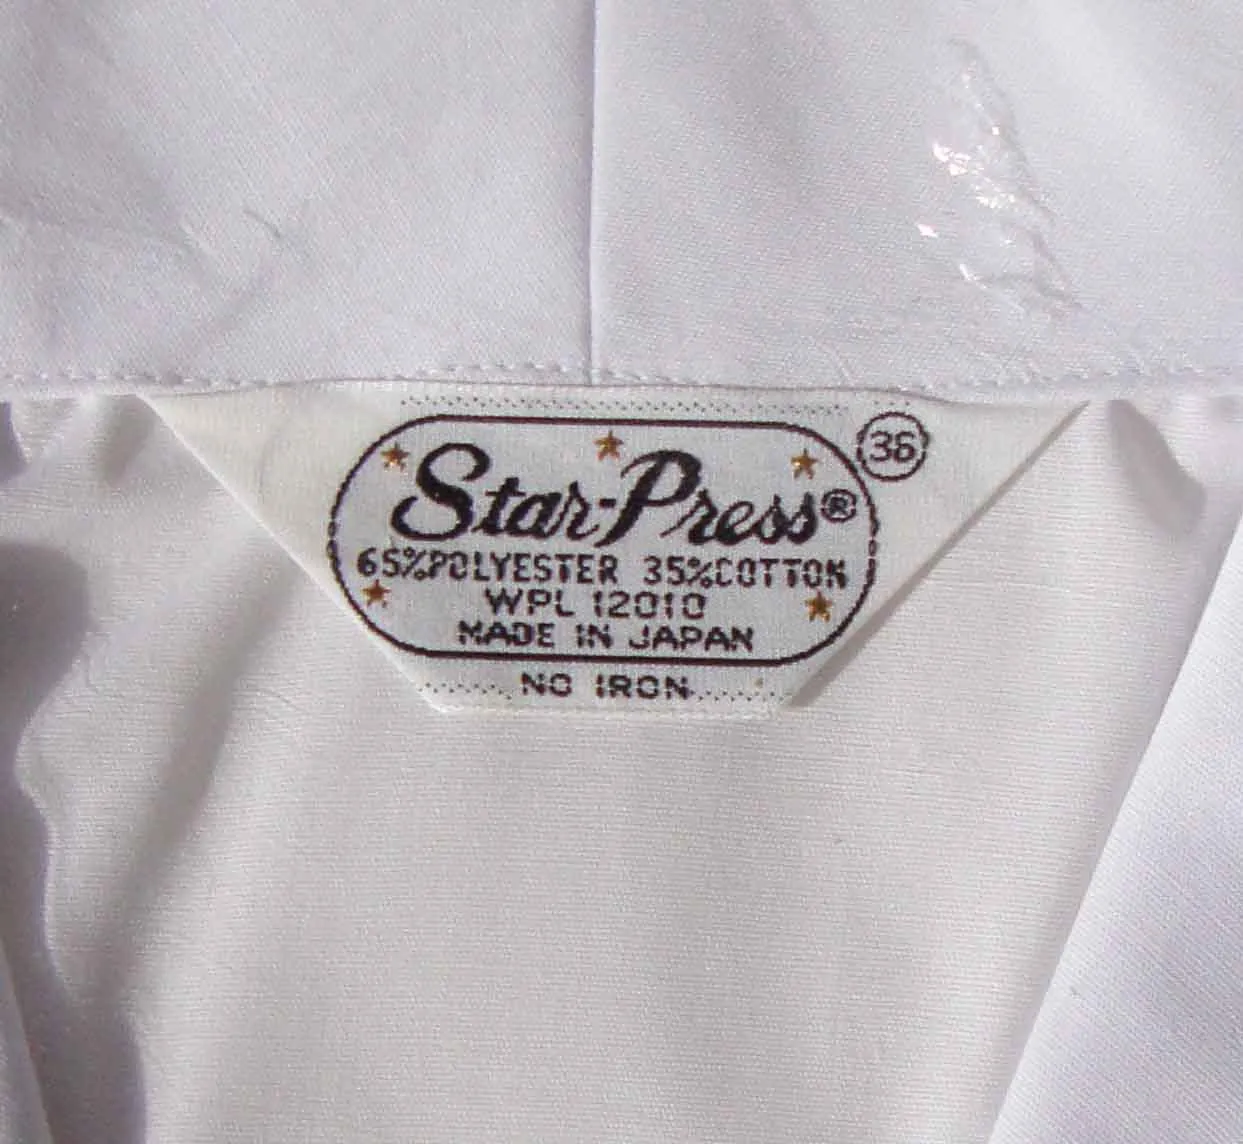 Star-Press®
36
65%POLYESTER 35%COTTON
WPL 12010
MADE IN JAPAN
NO IRON